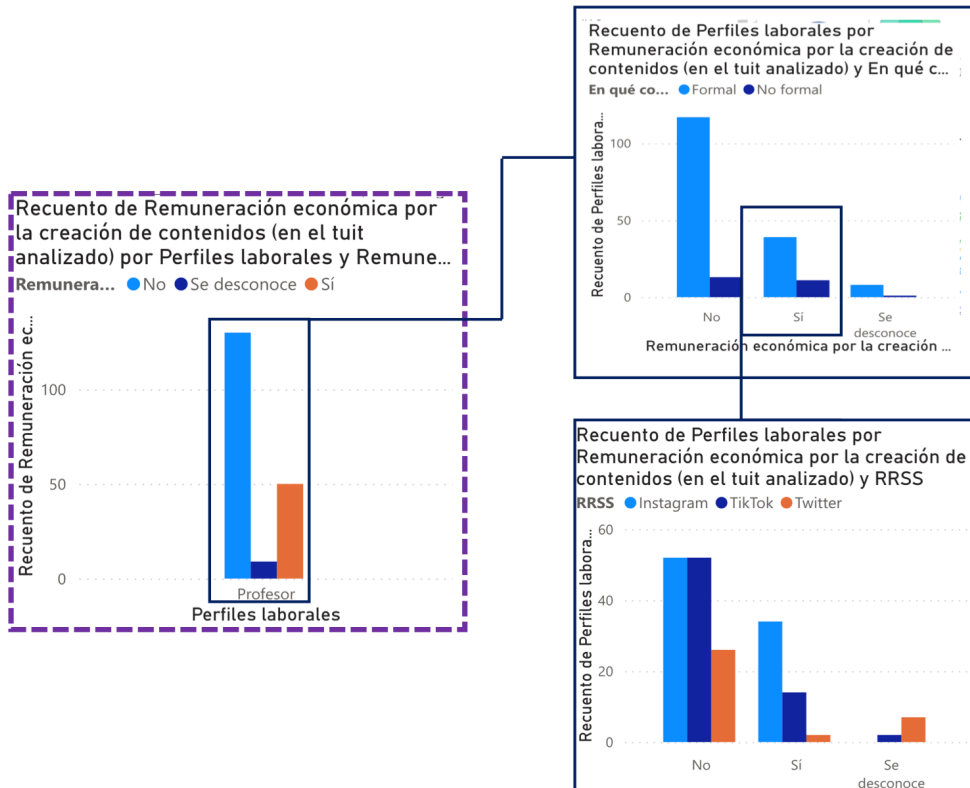 Recuento de Remuneración económica por
la creación de contenidos (en el tuit
analizado) por Perfiles laborales y Remune...
Remunera... No Se desconoce Sí
Recuento de Remuneración ec...
100
50
0
Profesor
Perfiles laborales
Recuento de Perfiles laborales por
Remuneración económica por la creación de
contenidos (en el tuit analizado) y En qué c...
En qué co... Formal No formal
Recuento de Perfiles labora...
100
50
0
No Sí Se
desconoce
Remuneración económica por la creación ...
Recuento de Perfiles laborales por
Remuneración económica por la creación de
contenidos (en el tuit analizado) y RRSS
RRSS Instagram TikTok Twitter
Recuento de Perfiles labora...
60
40
20
0
No Sí Se
desconoce